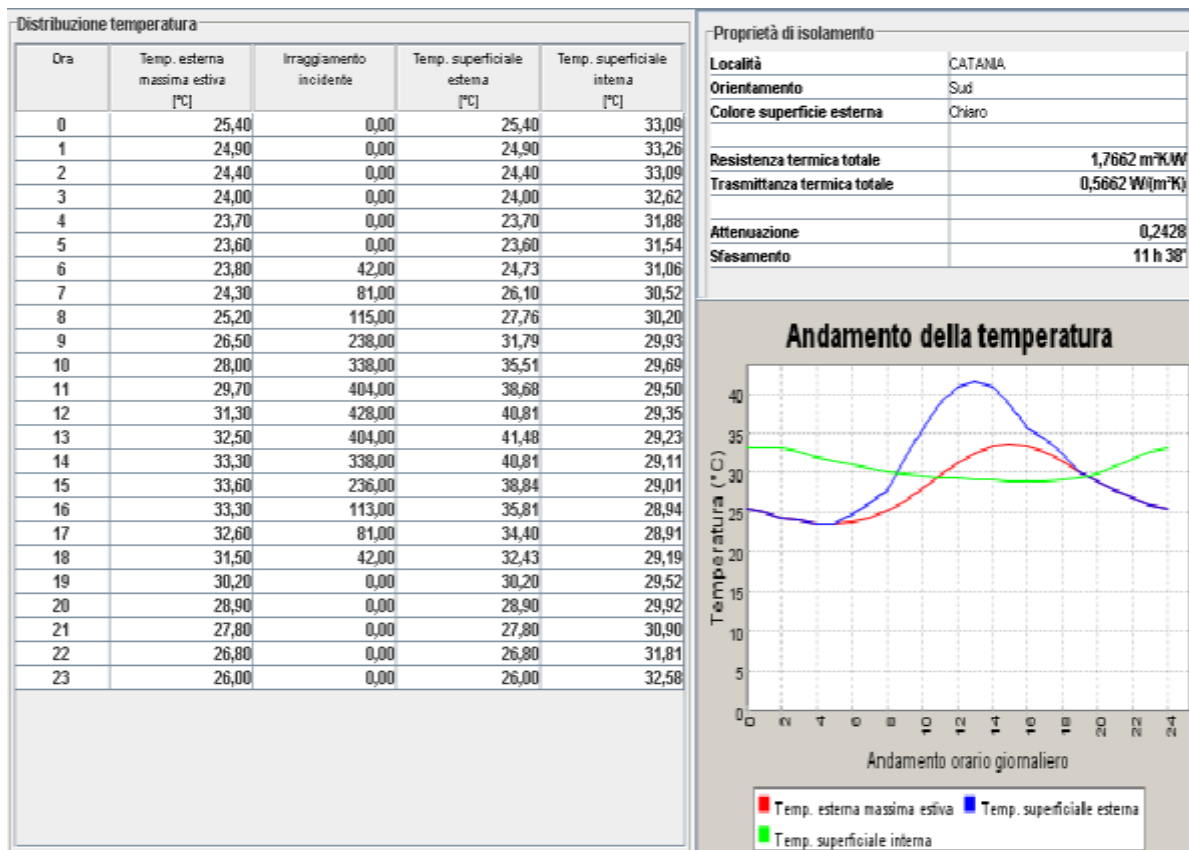 Distribuzione temperatura
Ora Temp. esterna massima estiva [°C] Irraggiamento incidente Temp. superficiale esterna [°C] Temp. superficiale interna [°C]
0 25,40 0,00 25,40 33,09
1 24,90 0,00 24,90 33,26
2 24,40 0,00 24,40 33,09
3 24,00 0,00 24,00 32,62
4 23,70 0,00 23,70 31,88
5 23,60 0,00 23,60 31,54
6 23,80 42,00 24,73 31,06
7 24,30 81,00 26,10 30,52
8 25,20 115,00 27,76 30,20
9 26,50 238,00 31,79 29,93
10 28,00 338,00 35,51 29,69
11 29,70 404,00 38,68 29,50
12 31,30 428,00 40,81 29,35
13 32,50 404,00 41,48 29,23
14 33,30 338,00 40,81 29,11
15 33,60 236,00 38,84 29,01
16 33,30 113,00 35,81 28,94
17 32,60 81,00 34,40 28,91
18 31,50 42,00 32,43 29,19
19 30,20 0,00 30,20 29,52
20 28,90 0,00 28,90 29,92
21 27,80 0,00 27,80 30,90
22 26,80 0,00 26,80 31,81
23 26,00 0,00 26,00 32,58
Proprietà di isolamento
Località CATANIA
Orientamento Sud
Colore superficie esterna Chiaro
Resistenza termica totale 1,7662 m²K/W
Trasmittanza termica totale 0,5662 W/(m²K)
Attenuazione 0,2428
Sfasamento 11 h 38'
Andamento della temperatura
Temperatura (°C)
40
35
30
25
20
15
10
5
0
0 2 4 6 8 10 12 14 16 18 20 22 24
Andamento orario giornaliero
Temp. esterna massima estiva Temp. superficiale esterna
Temp. superficiale interna